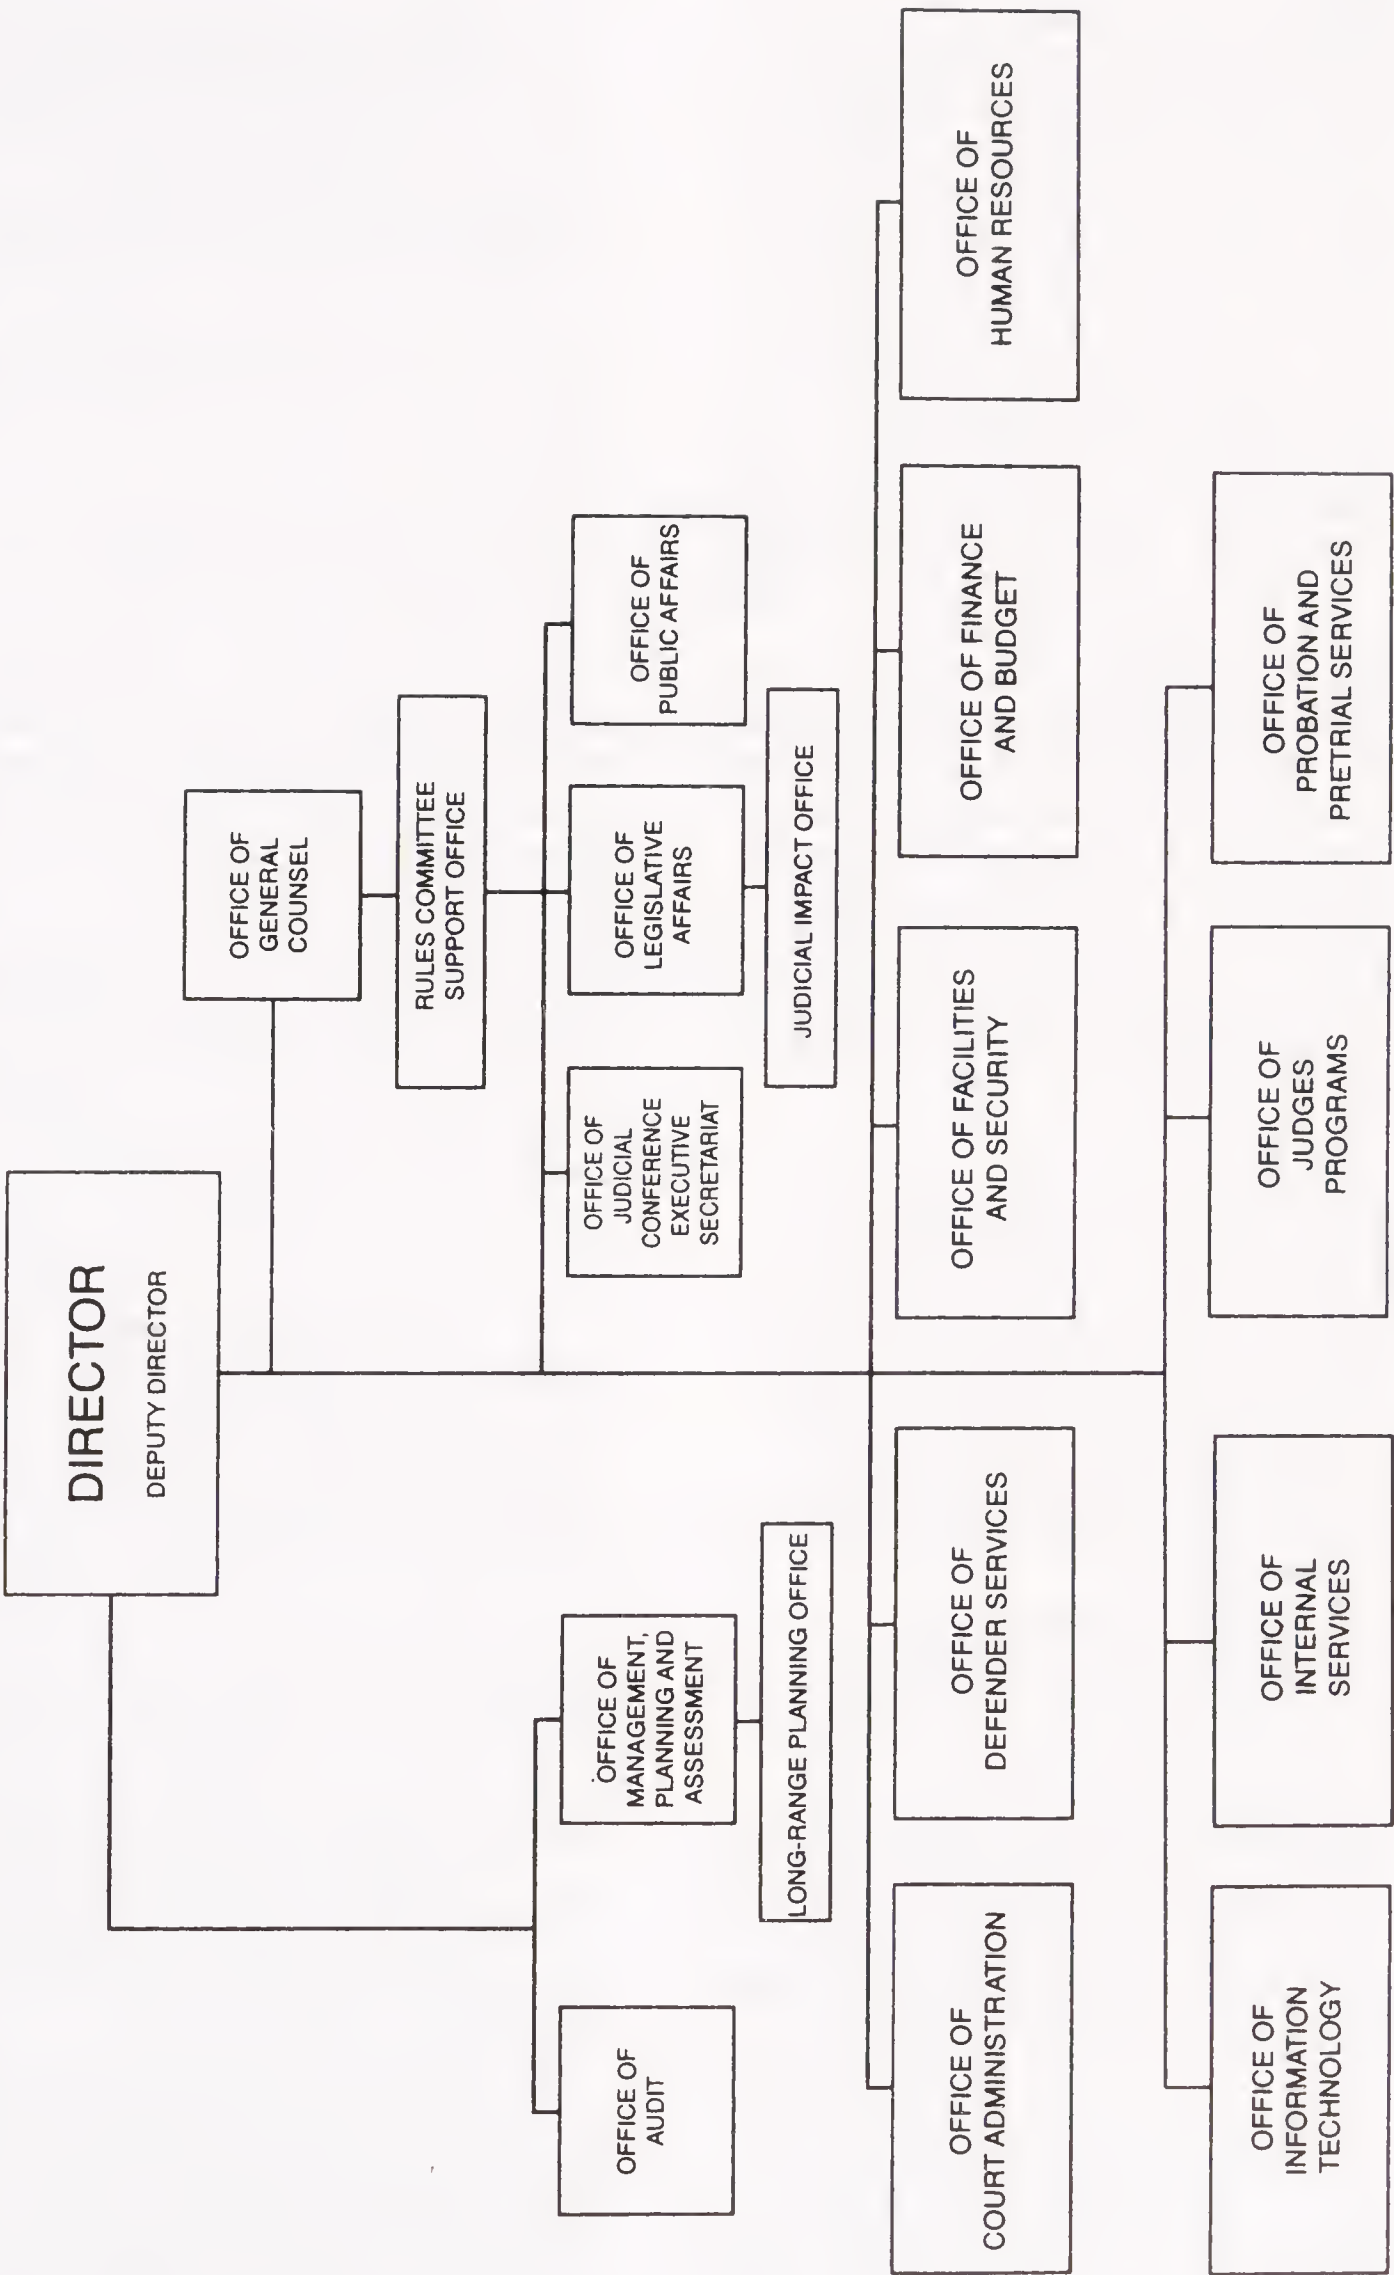 DIRECTOR
DEPUTY DIRECTOR
OFFICE OF
GENERAL
COUNSEL
RULES COMMITTEE
SUPPORT OFFICE
OFFICE OF
AUDIT
OFFICE OF
MANAGEMENT,
PLANNING AND
ASSESSMENT
LONG-RANGE PLANNING OFFICE
OFFICE OF
JUDICIAL
CONFERENCE
EXECUTIVE
SECRETARIAT
OFFICE OF
LEGISLATIVE
AFFAIRS
OFFICE OF
PUBLIC AFFAIRS
JUDICIAL IMPACT OFFICE
OFFICE OF
COURT ADMINISTRATION
OFFICE OF
DEFENDER SERVICES
OFFICE OF FACILITIES
AND SECURITY
OFFICE OF FINANCE
AND BUDGET
OFFICE OF
HUMAN RESOURCES
OFFICE OF
INFORMATION
TECHNOLOGY
OFFICE OF
INTERNAL
SERVICES
OFFICE OF
JUDGES
PROGRAMS
OFFICE OF
PROBATION AND
PRETRIAL SERVICES